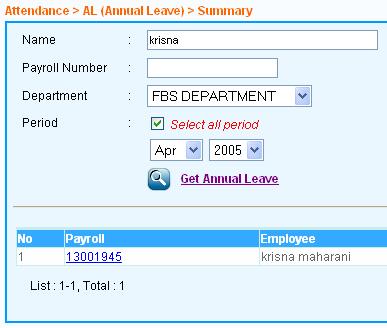 Attendance > AL (Annual Leave) > Summary
Name : krisna
Payroll Number :
Department : FBS DEPARTMENT
Period : Select all period
Apr 2005
Get Annual Leave
No Payroll Employee
1 13001945 krisna maharani
List : 1-1, Total : 1